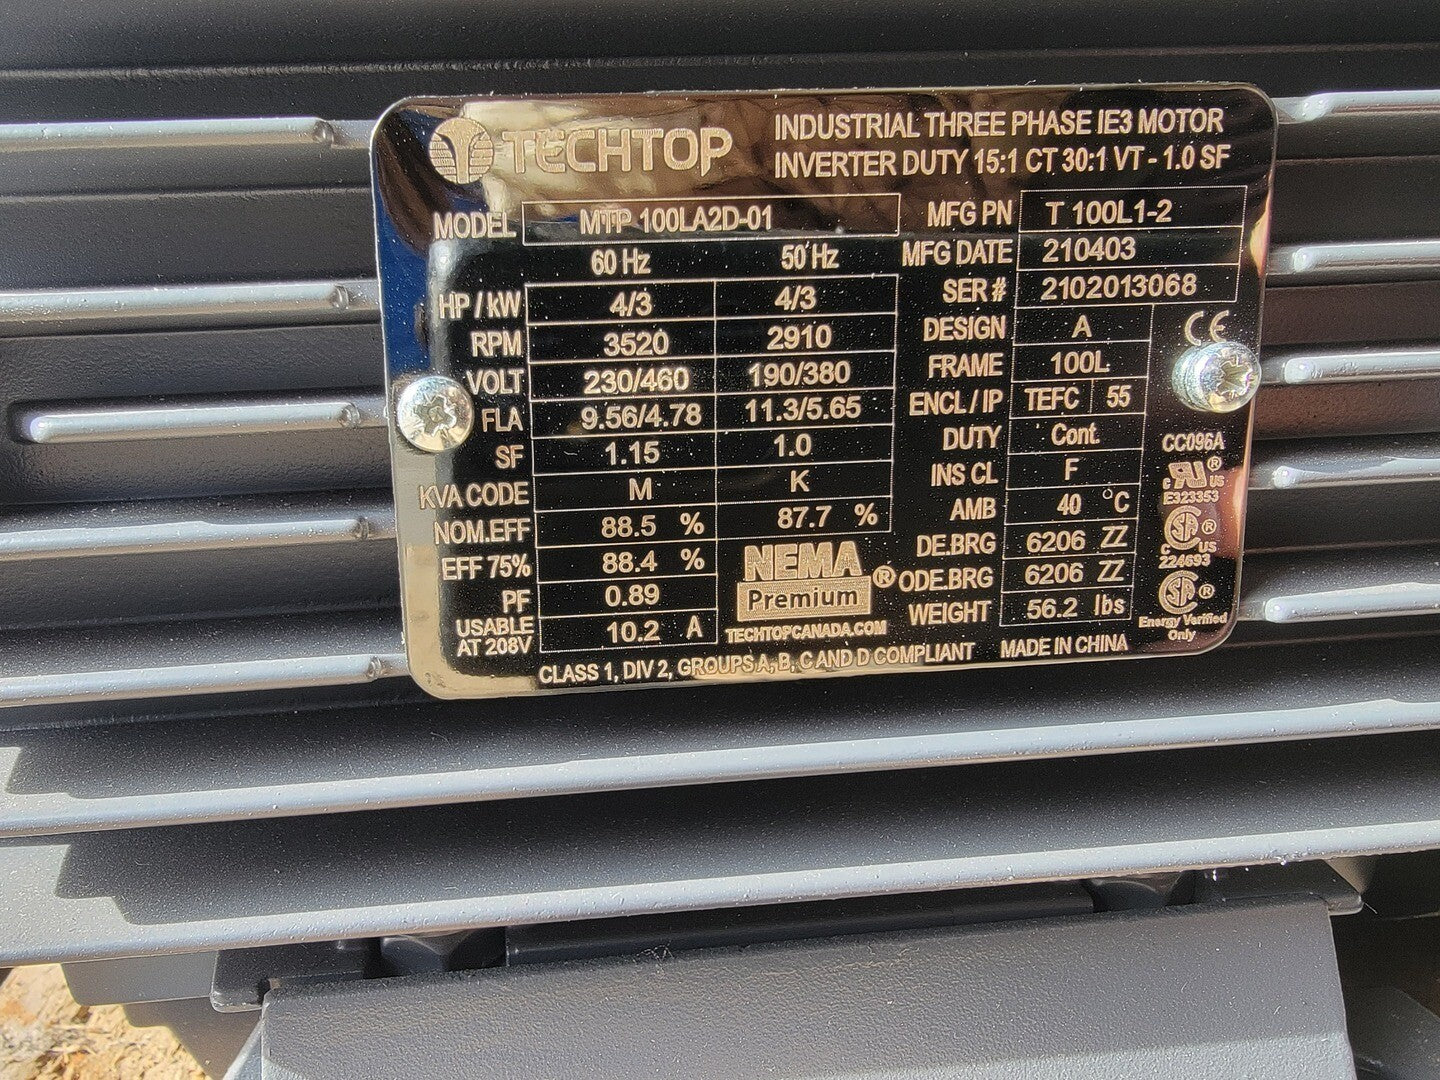 TECHTOP
INDUSTRIAL THREE PHASE IE3 MOTOR
INVERTER DUTY 15:1 CT 30:1 VT - 1.0 SF
MODEL MTP 100LA2D-01
60 Hz 50 Hz
HP / kW 4/3 4/3
RPM 3520 2910
VOLT 230/460 190/380
FLA 9.56/4.78 11.3/5.65
SF 1.15 1.0
KVA CODE M K
NOM.EFF 88.5 % 87.7 %
EFF 75% 88.4 %
PF 0.89
USABLE
AT 208V 10.2 A
NEMA ®
Premium
TECHTOPCANADA.COM
MFG PN T 100L1-2
MFG DATE 210403
SER # 2102013068
DESIGN A
FRAME 100L
ENCL / IP TEFC 55
DUTY Cont.
INS CL F
AMB 40 °C
DE.BRG 6206 ZZ
ODE.BRG 6206 ZZ
WEIGHT 56.2 lbs
CE
CC096A
c RU ® US
E323353
SA ®
C US
224693
SA ®
Energy Verified
Only
CLASS 1, DIV 2, GROUPS A, B, C AND D COMPLIANT MADE IN CHINA